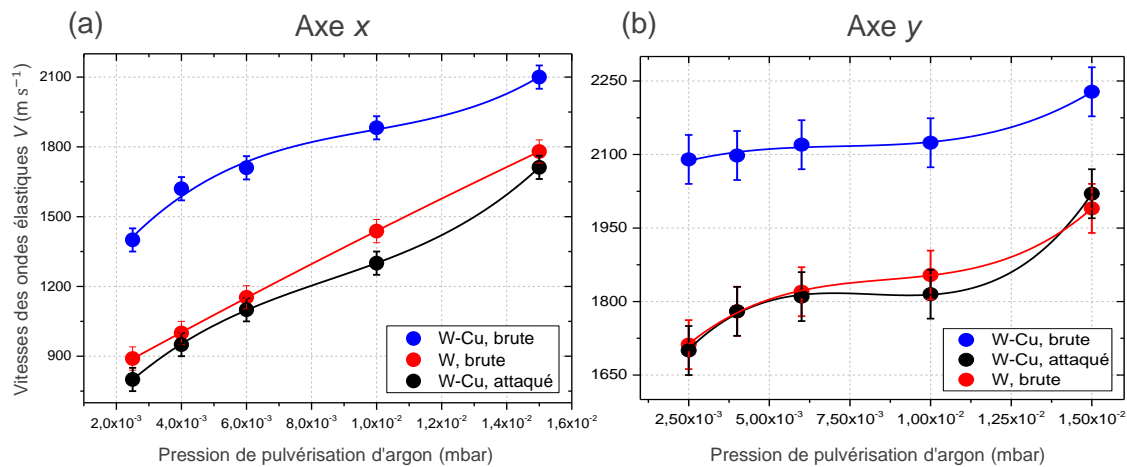 (a)
Axe x
Vitesses des ondes élastiques V (m s⁻¹)
2100
1800
1500
1200
900
W-Cu, brute
W, brute
W-Cu, attaqué
2,0x10⁻³
4,0x10⁻³
6,0x10⁻³
8,0x10⁻³
1,0x10⁻²
1,2x10⁻²
1,4x10⁻²
1,6x10⁻²
Pression de pulvérisation d'argon (mbar)
(b)
Axe y
2250
2100
1950
1800
1650
W-Cu, brute
W-Cu, attaqué
W, brute
2,50x10⁻³
5,00x10⁻³
7,50x10⁻³
1,00x10⁻²
1,25x10⁻²
1,50x10⁻²
Pression de pulvérisation d'argon (mbar)